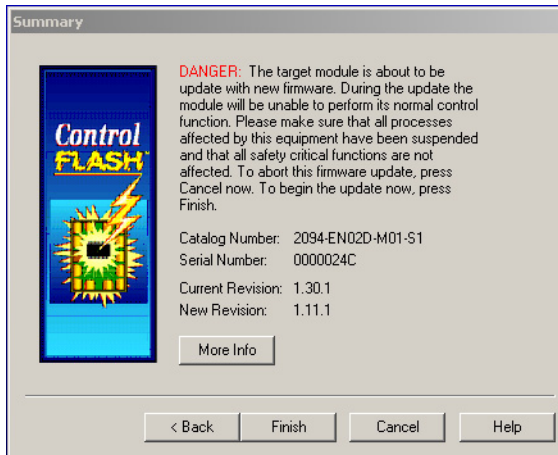 Summary
Control
FLASH
DANGER: The target module is about to be
update with new firmware. During the update the
module will be unable to perform its normal control
function. Please make sure that all processes
affected by this equipment have been suspended
and that all safety critical functions are not
affected. To abort this firmware update, press
Cancel now. To begin the update now, press
Finish.
Catalog Number: 2094-EN02D-M01-S1
Serial Number: 0000024C
Current Revision: 1.30.1
New Revision: 1.11.1
More Info
< Back
Finish
Cancel
Help